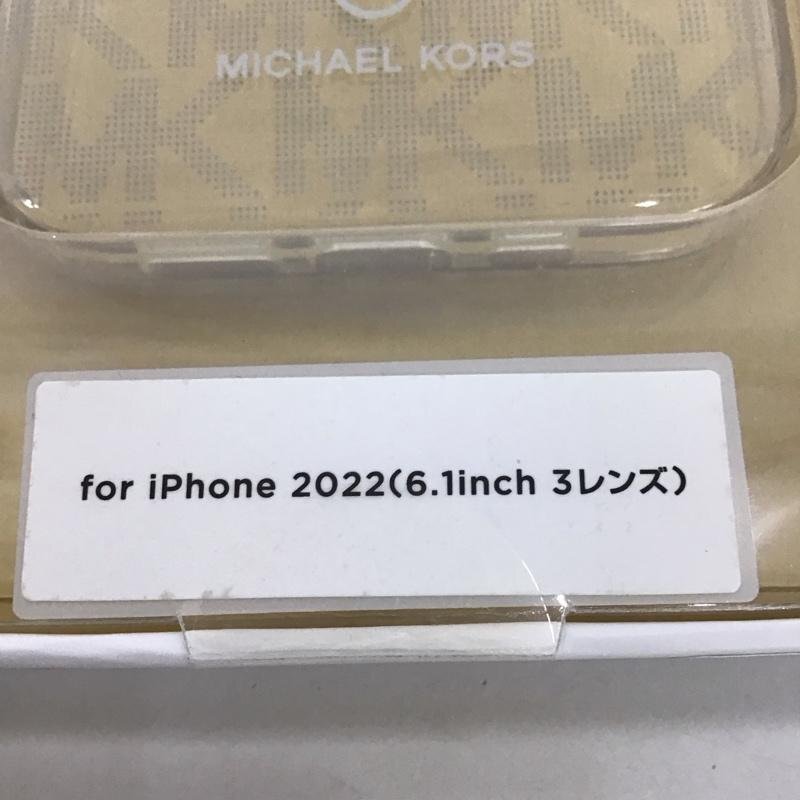 MICHAEL KORS
for iPhone 2022(6.1inch 3レンズ)